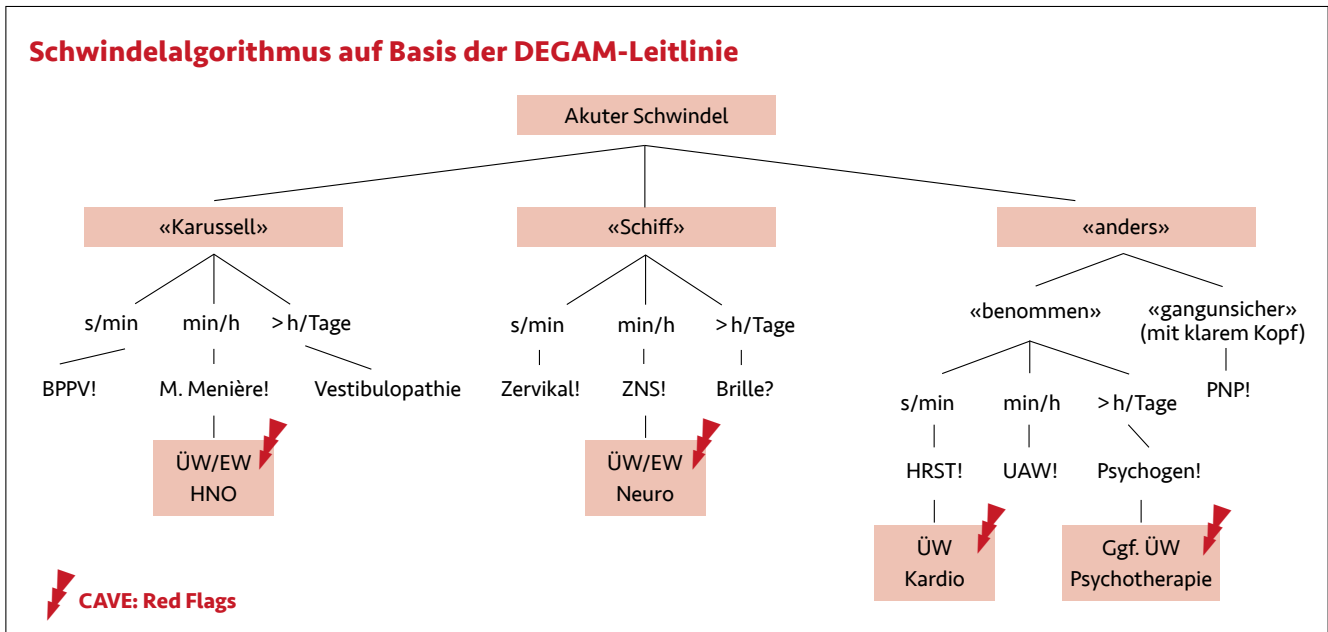 Schwindelalgorithmus auf Basis der DEGAM-Leitlinie
Akuter Schwindel
«Karussell»
«Schiff»
«anders»
s/min
min/h
>h/Tage
BPPV!
M. Menière!
Vestibulopathie
ÜW/EW
HNO
s/min
min/h
>h/Tage
Zervikal!
ZNS!
Brille?
ÜW/EW
Neuro
«benommen»
«gangunsicher»
(mit klarem Kopf)
PNP!
s/min
min/h
>h/Tage
HRST!
UAW!
Psychogen!
ÜW
Kardio
Ggf. ÜW
Psychotherapie
CAVE: Red Flags